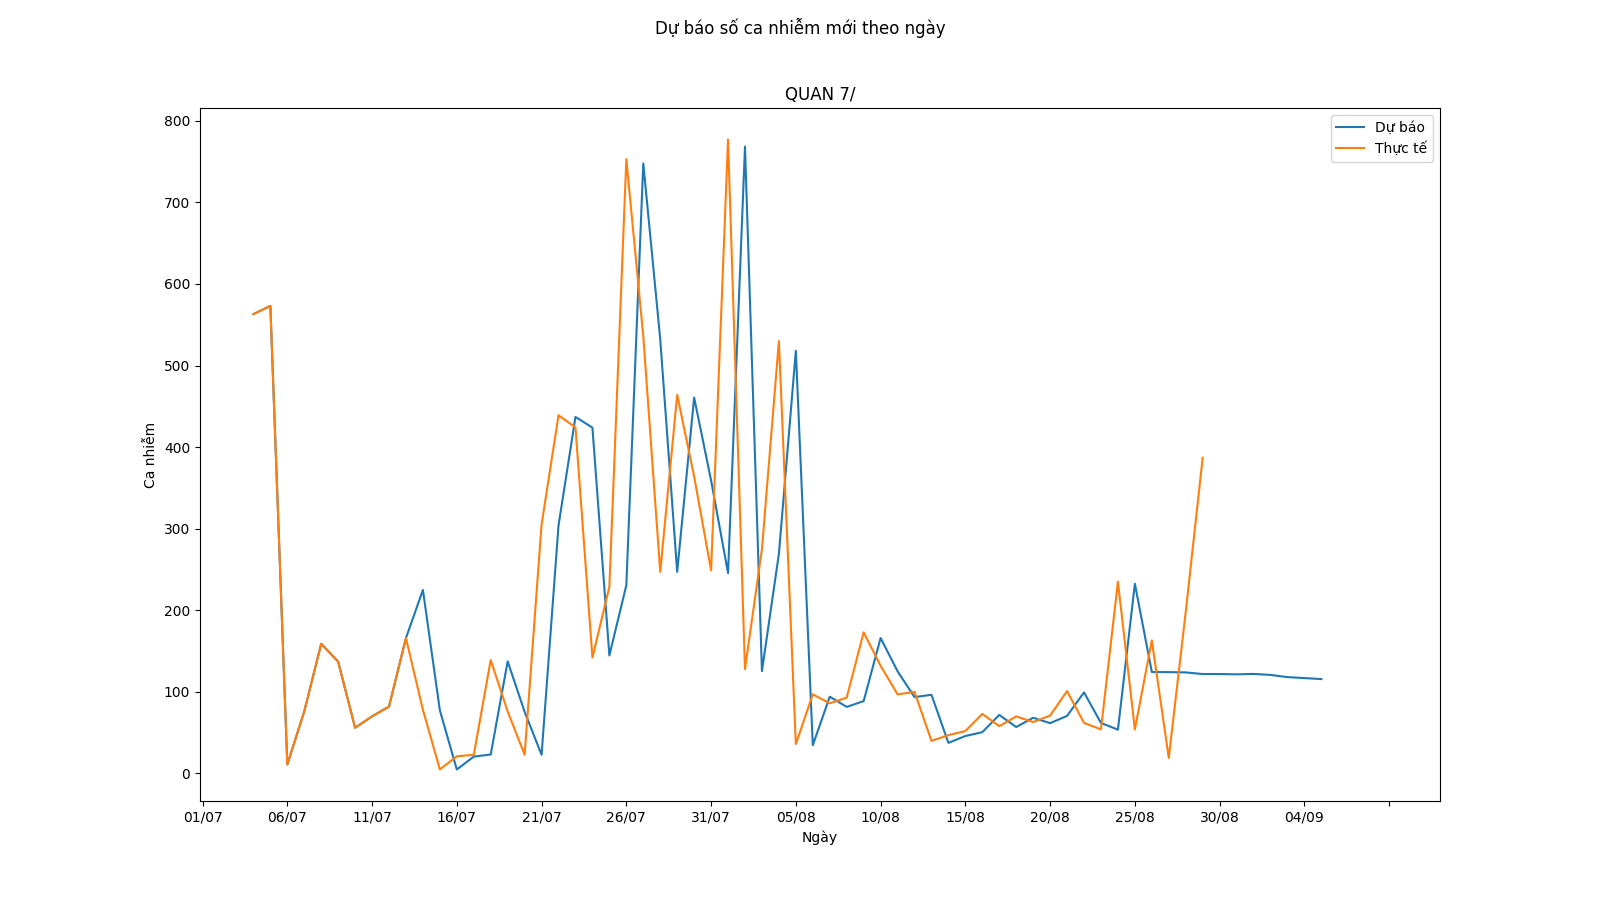 Dự báo số ca nhiễm mới theo ngày
QUAN 7/
Dự báo
Thực tế
Ca nhiễm
800
700
600
500
400
300
200
100
0
01/07 06/07 11/07 16/07 21/07 26/07 31/07 05/08 10/08 15/08 20/08 25/08 30/08 04/09
Ngày